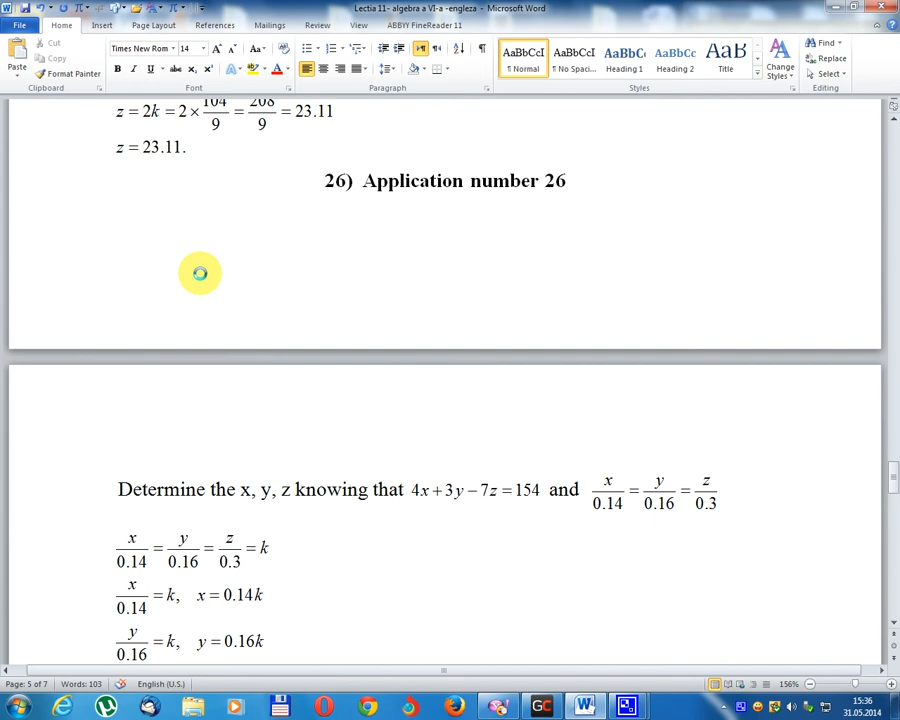 Lectia 11- algebra a VI-a - engleza - Microsoft Word
File Home Insert Page Layout References Mailings Review View ABBYY FineReader 11
Cut
Copy
Format Painter
Paste
Clipboard
Times New Rom 14
Font
Paragraph
AaBbCcI AaBbCcI AaBbC AaBbCc AaB
¶ Normal ¶ No Spaci... Heading 1 Heading 2 Title
Change Styles
Styles
Find
Replace
Select
Editing
z = 2k = 2 × 104/9 = 208/9 = 23.11
z = 23.11.
26) Application number 26
Determine the x, y, z knowing that 4x + 3y − 7z = 154 and x/0.14 = y/0.16 = z/0.3
x/0.14 = y/0.16 = z/0.3 = k
x/0.14 = k, x = 0.14k
y/0.16 = k, y = 0.16k
Page: 5 of 7 Words: 103 English (U.S.) 156%
15:36
31.05.2014